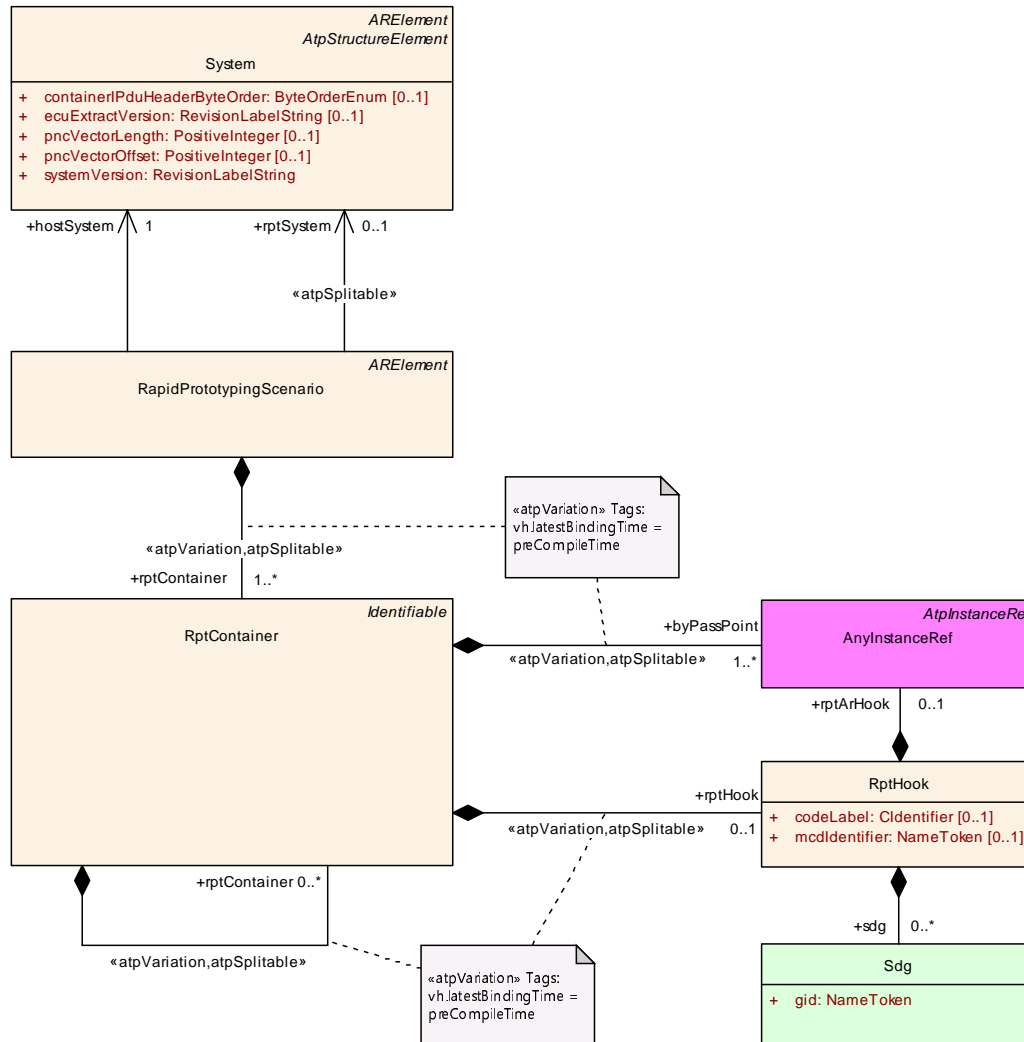 ARElement
AtpStructureElement
System
+ containerIPduHeaderByteOrder: ByteOrderEnum [0..1]
+ ecuExtractVersion: RevisionLabelString [0..1]
+ pncVectorLength: PositiveInteger [0..1]
+ pncVectorOffset: PositiveInteger [0..1]
+ systemVersion: RevisionLabelString
+hostSystem 1 +rptSystem 0..1
«atpSplitable»
ARElement
RapidPrototypingScenario
«atpVariation» Tags:
vh.latestBindingTime =
preCompileTime
«atpVariation,atpSplitable»
+rptContainer 1..*
Identifiable
RptContainer
+byPassPoint
«atpVariation,atpSplitable» 1..*
AtpInstanceRe
AnyInstanceRef
+rptArHook 0..1
RptHook
+ codeLabel: CIdentifier [0..1]
+ mcdIdentifier: NameToken [0..1]
+rptHook
«atpVariation,atpSplitable» 0..1
+rptContainer 0..*
«atpVariation,atpSplitable»
+sdg 0..*
«atpVariation» Tags:
vh.latestBindingTime =
preCompileTime
Sdg
+ gid: NameToken